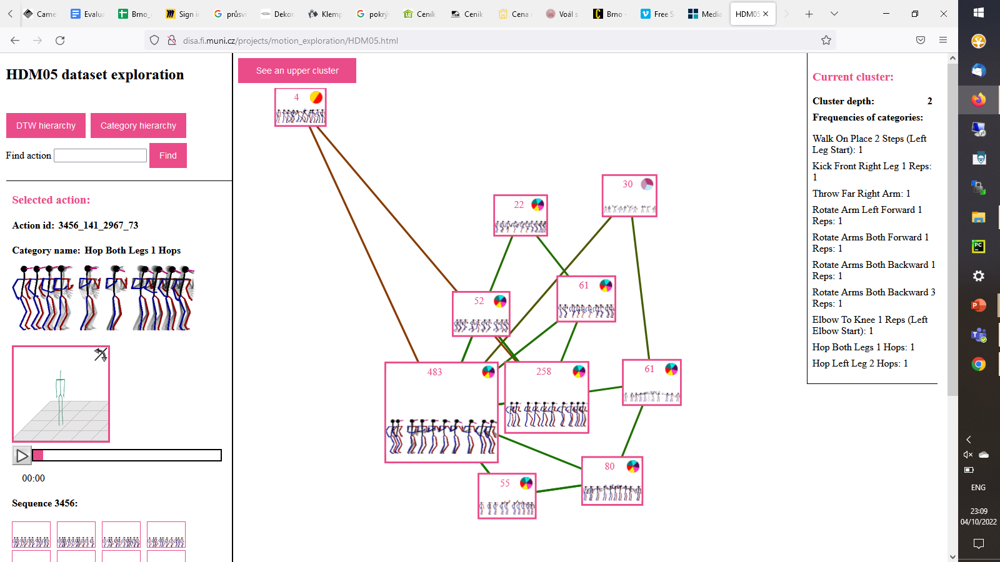 Came
Evalua
Brno_
Sign i
průsvi
Dekor
Klemp
pokrý
Ceník
Cenik
Cena
Voál s
Brno -
Free S
Media
HDM05
disa.fi.muni.cz/projects/motion_exploration/HDM05.html
HDM05 dataset exploration
DTW hierarchy
Category hierarchy
Find action
Find
Selected action:
Action id: 3456_141_2967_73
Category name: Hop Both Legs 1 Hops
00:00
Sequence 3456:
See an upper cluster
4
30
22
61
52
483
258
61
80
55
Current cluster:
Cluster depth: 2
Frequencies of categories:
Walk On Place 2 Steps (Left
Leg Start): 1
Kick Front Right Leg 1 Reps:
1
Throw Far Right Arm: 1
Rotate Arm Left Forward 1
Reps: 1
Rotate Arms Both Forward 1
Reps: 1
Rotate Arms Both Backward 1
Reps: 1
Rotate Arms Both Backward 3
Reps: 1
Elbow To Knee 1 Reps (Left
Elbow Start): 1
Hop Both Legs 1 Hops: 1
Hop Left Leg 2 Hops: 1
ENG
23:09
04/10/2022